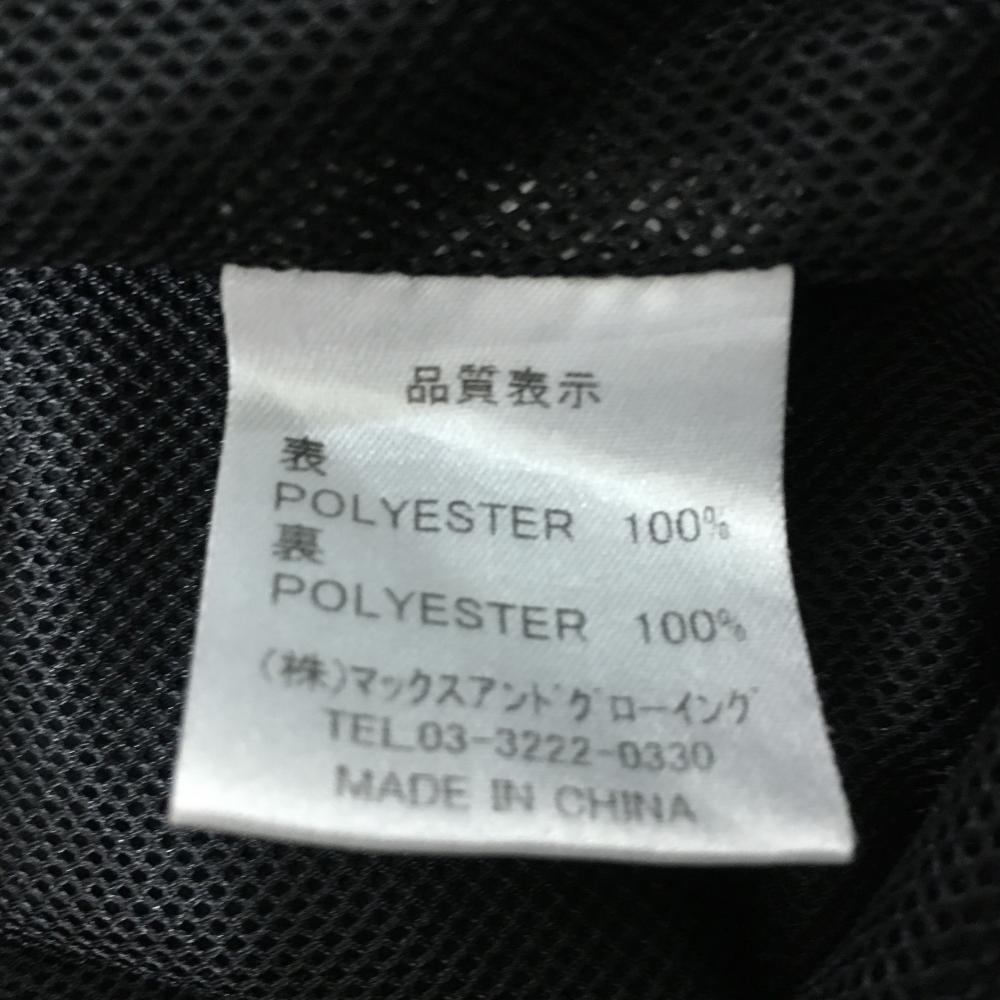 品質表示
表
POLYESTER 100%
裏
POLYESTER 100%
(株)マックスアンドグローイング
TEL.03-3222-0330
MADE IN CHINA